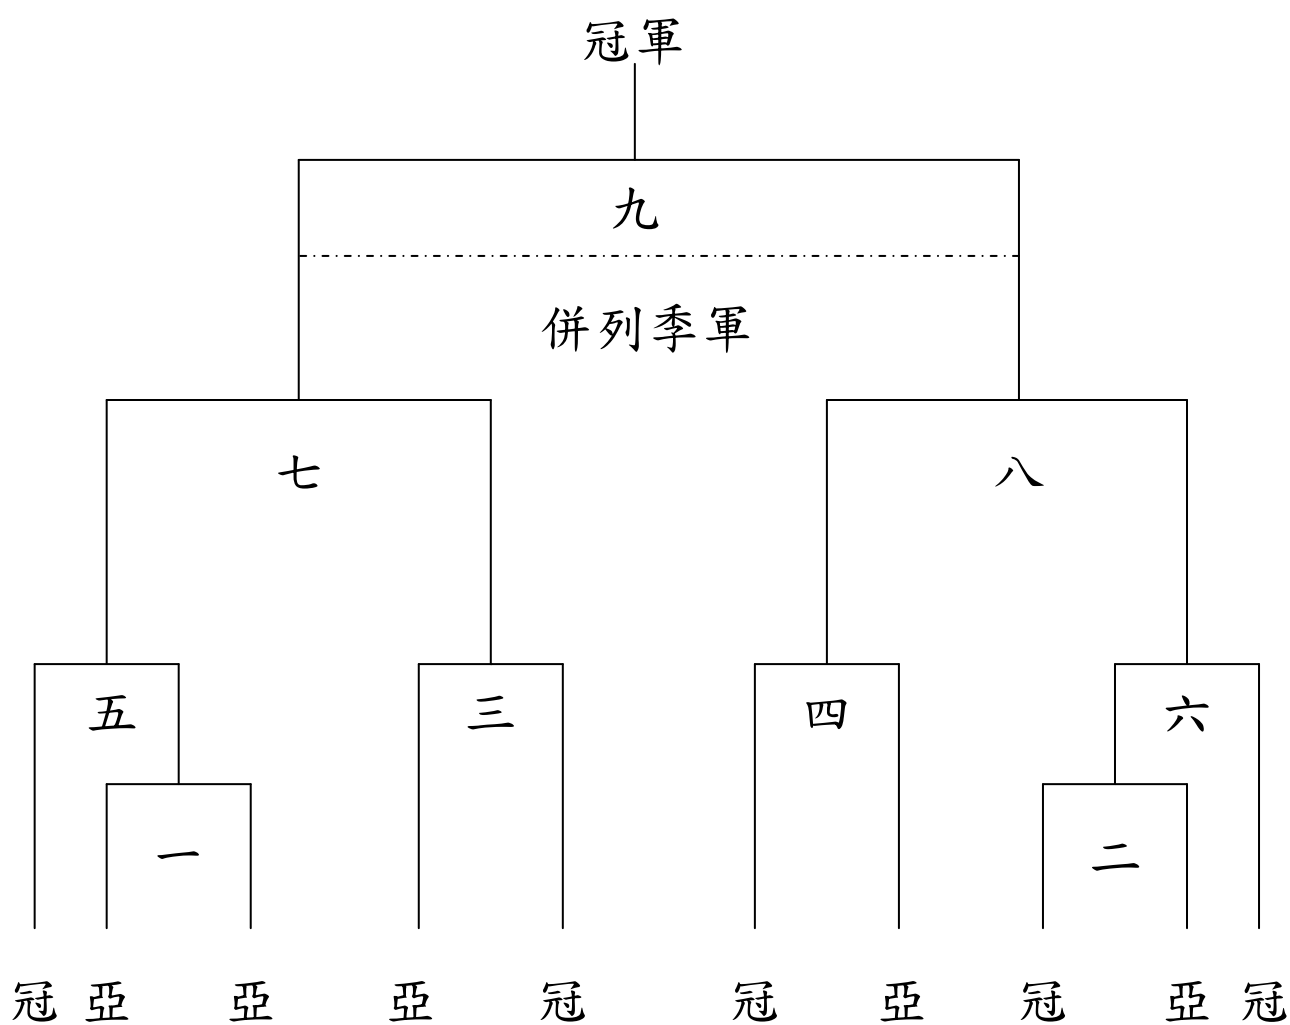 冠軍
九
併列季軍
七 八
五 三 四 六
一 二
冠 亞 亞 亞 冠 冠 亞 冠 亞 冠